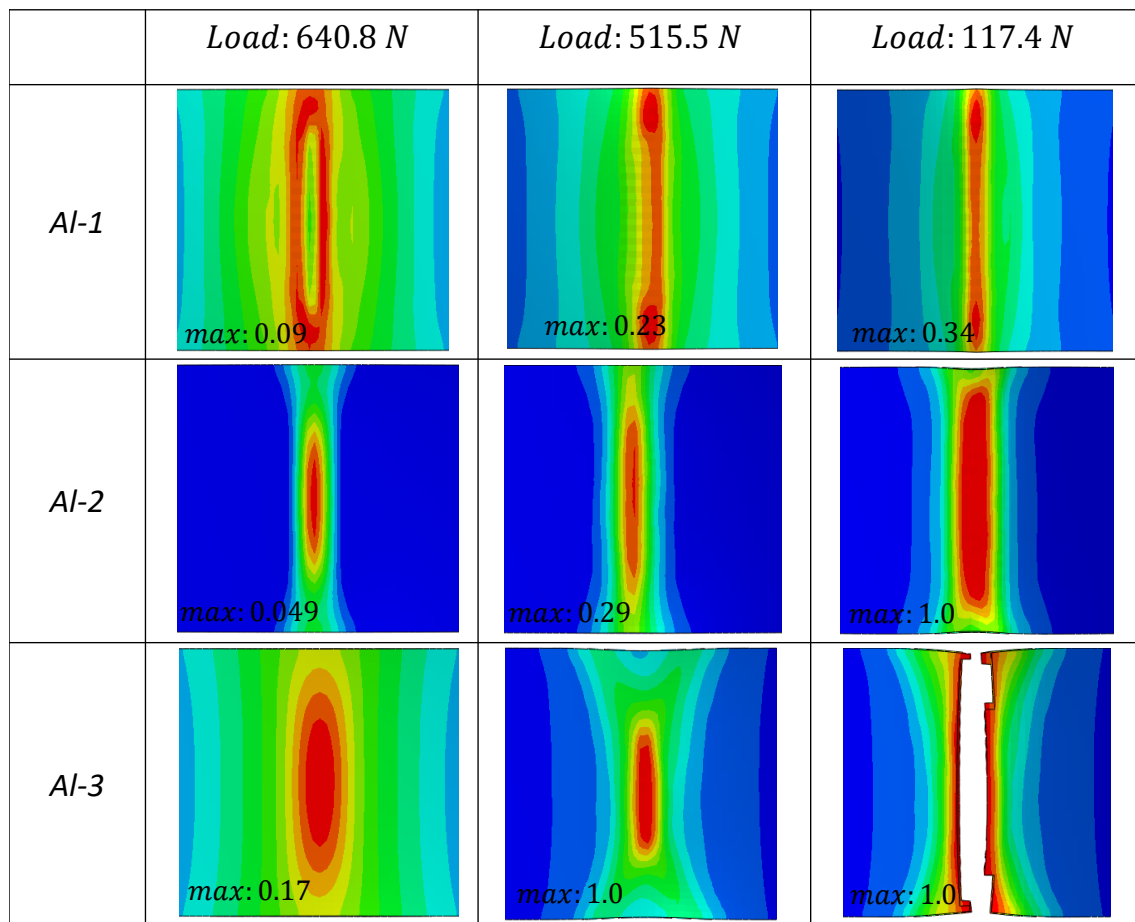 Load: 640.8 N
Load: 515.5 N
Load: 117.4 N
Al-1
max: 0.09
max: 0.23
max: 0.34
Al-2
max: 0.049
max: 0.29
max: 1.0
Al-3
max: 0.17
max: 1.0
max: 1.0